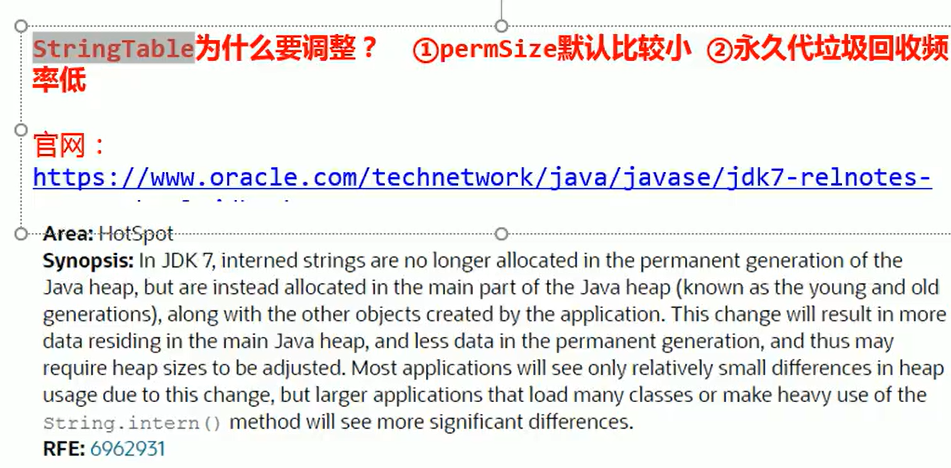 StringTable为什么要调整？ ①permSize默认比较小 ②永久代垃圾回收频
率低
官网：
https://www.oracle.com/technetwork/java/javase/jdk7-relnotes-
Area: HotSpot
Synopsis: In JDK 7, interned strings are no longer allocated in the permanent generation of the
Java heap, but are instead allocated in the main part of the Java heap (known as the young and old
generations), along with the other objects created by the application. This change will result in more
data residing in the main Java heap, and less data in the permanent generation, and thus may
require heap sizes to be adjusted. Most applications will see only relatively small differences in heap
usage due to this change, but larger applications that load many classes or make heavy use of the
String.intern() method will see more significant differences.
RFE: 6962931